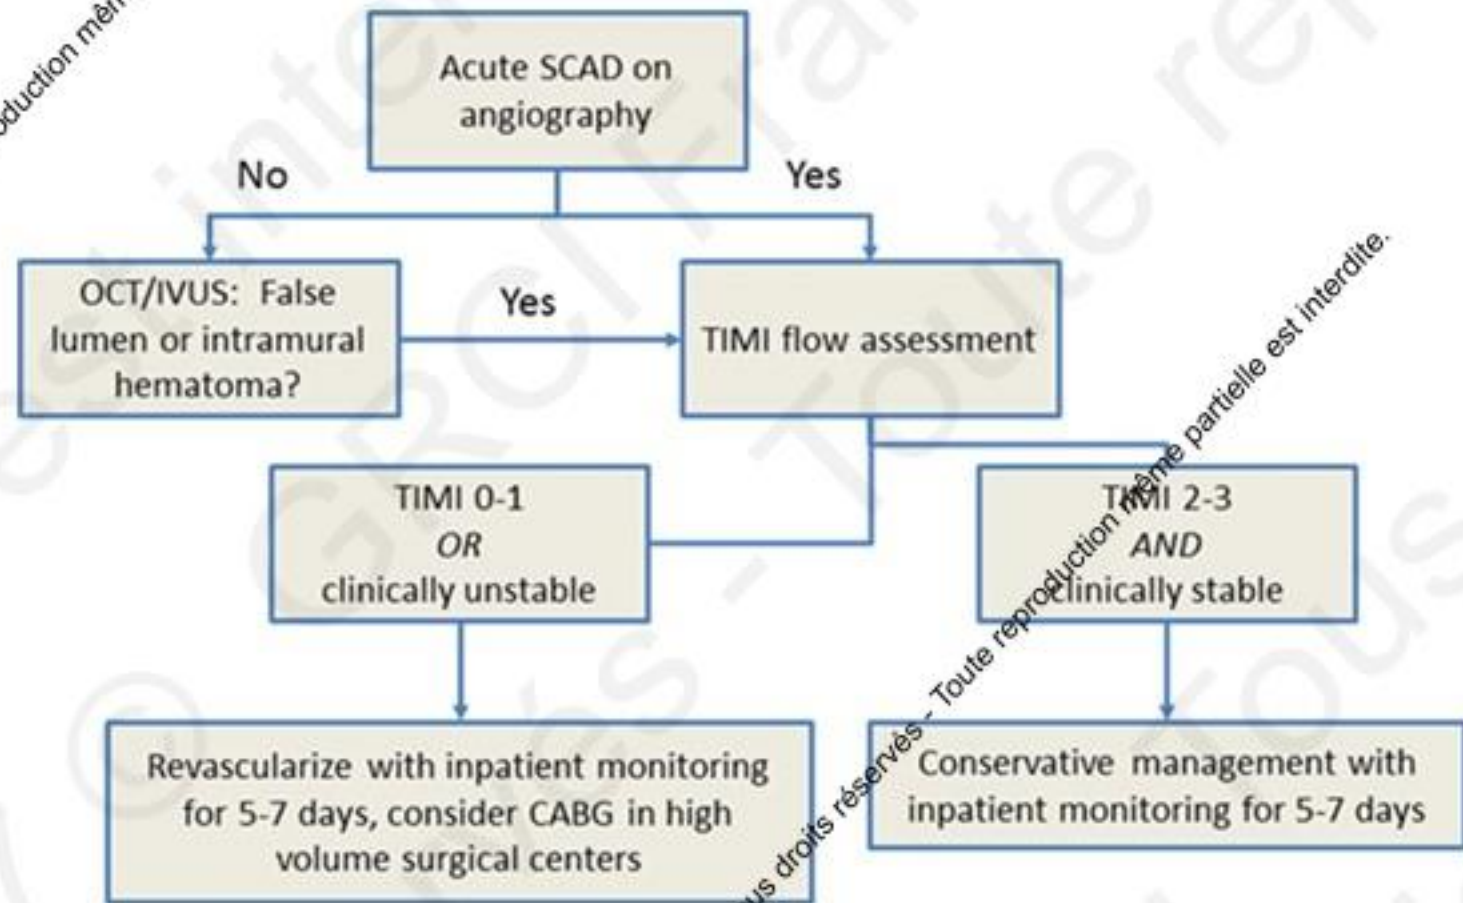 Acute SCAD on
angiography
No
Yes
OCT/IVUS: False
lumen or intramural
hematoma?
Yes
TIMI flow assessment
TIMI 0-1
OR
clinically unstable
TIMI 2-3
AND
clinically stable
Revascularize with inpatient monitoring
for 5-7 days, consider CABG in high
volume surgical centers
Conservative management with
inpatient monitoring for 5-7 days
droits réservés - Toute reproduction même partielle est interdite.
© GRCI
Toute
Tous